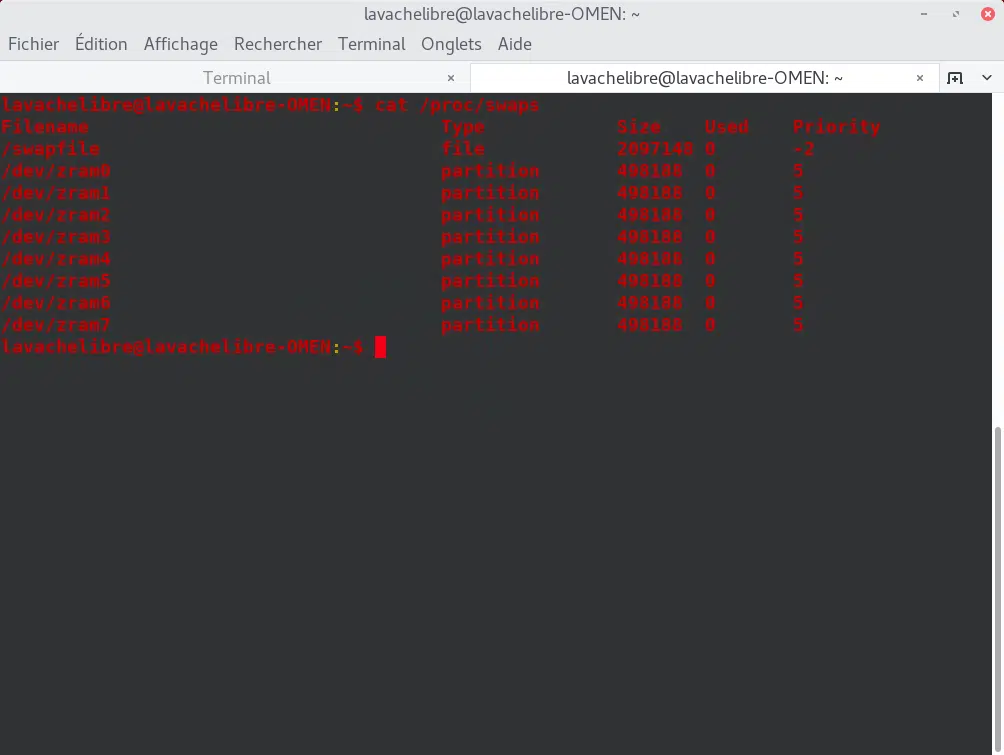 lavachelibre@lavachelibre-OMEN: ~
Fichier Édition Affichage Rechercher Terminal Onglets Aide
Terminal lavachelibre@lavachelibre-OMEN: ~
lavachelibre@lavachelibre-OMEN:~$ cat /proc/swaps
Filename Type Size Used Priority
/swapfile file 2097148 0 -2
/dev/zram0 partition 498188 0 5
/dev/zram1 partition 498188 0 5
/dev/zram2 partition 498188 0 5
/dev/zram3 partition 498188 0 5
/dev/zram4 partition 498188 0 5
/dev/zram5 partition 498188 0 5
/dev/zram6 partition 498188 0 5
/dev/zram7 partition 498188 0 5
lavachelibre@lavachelibre-OMEN:~$